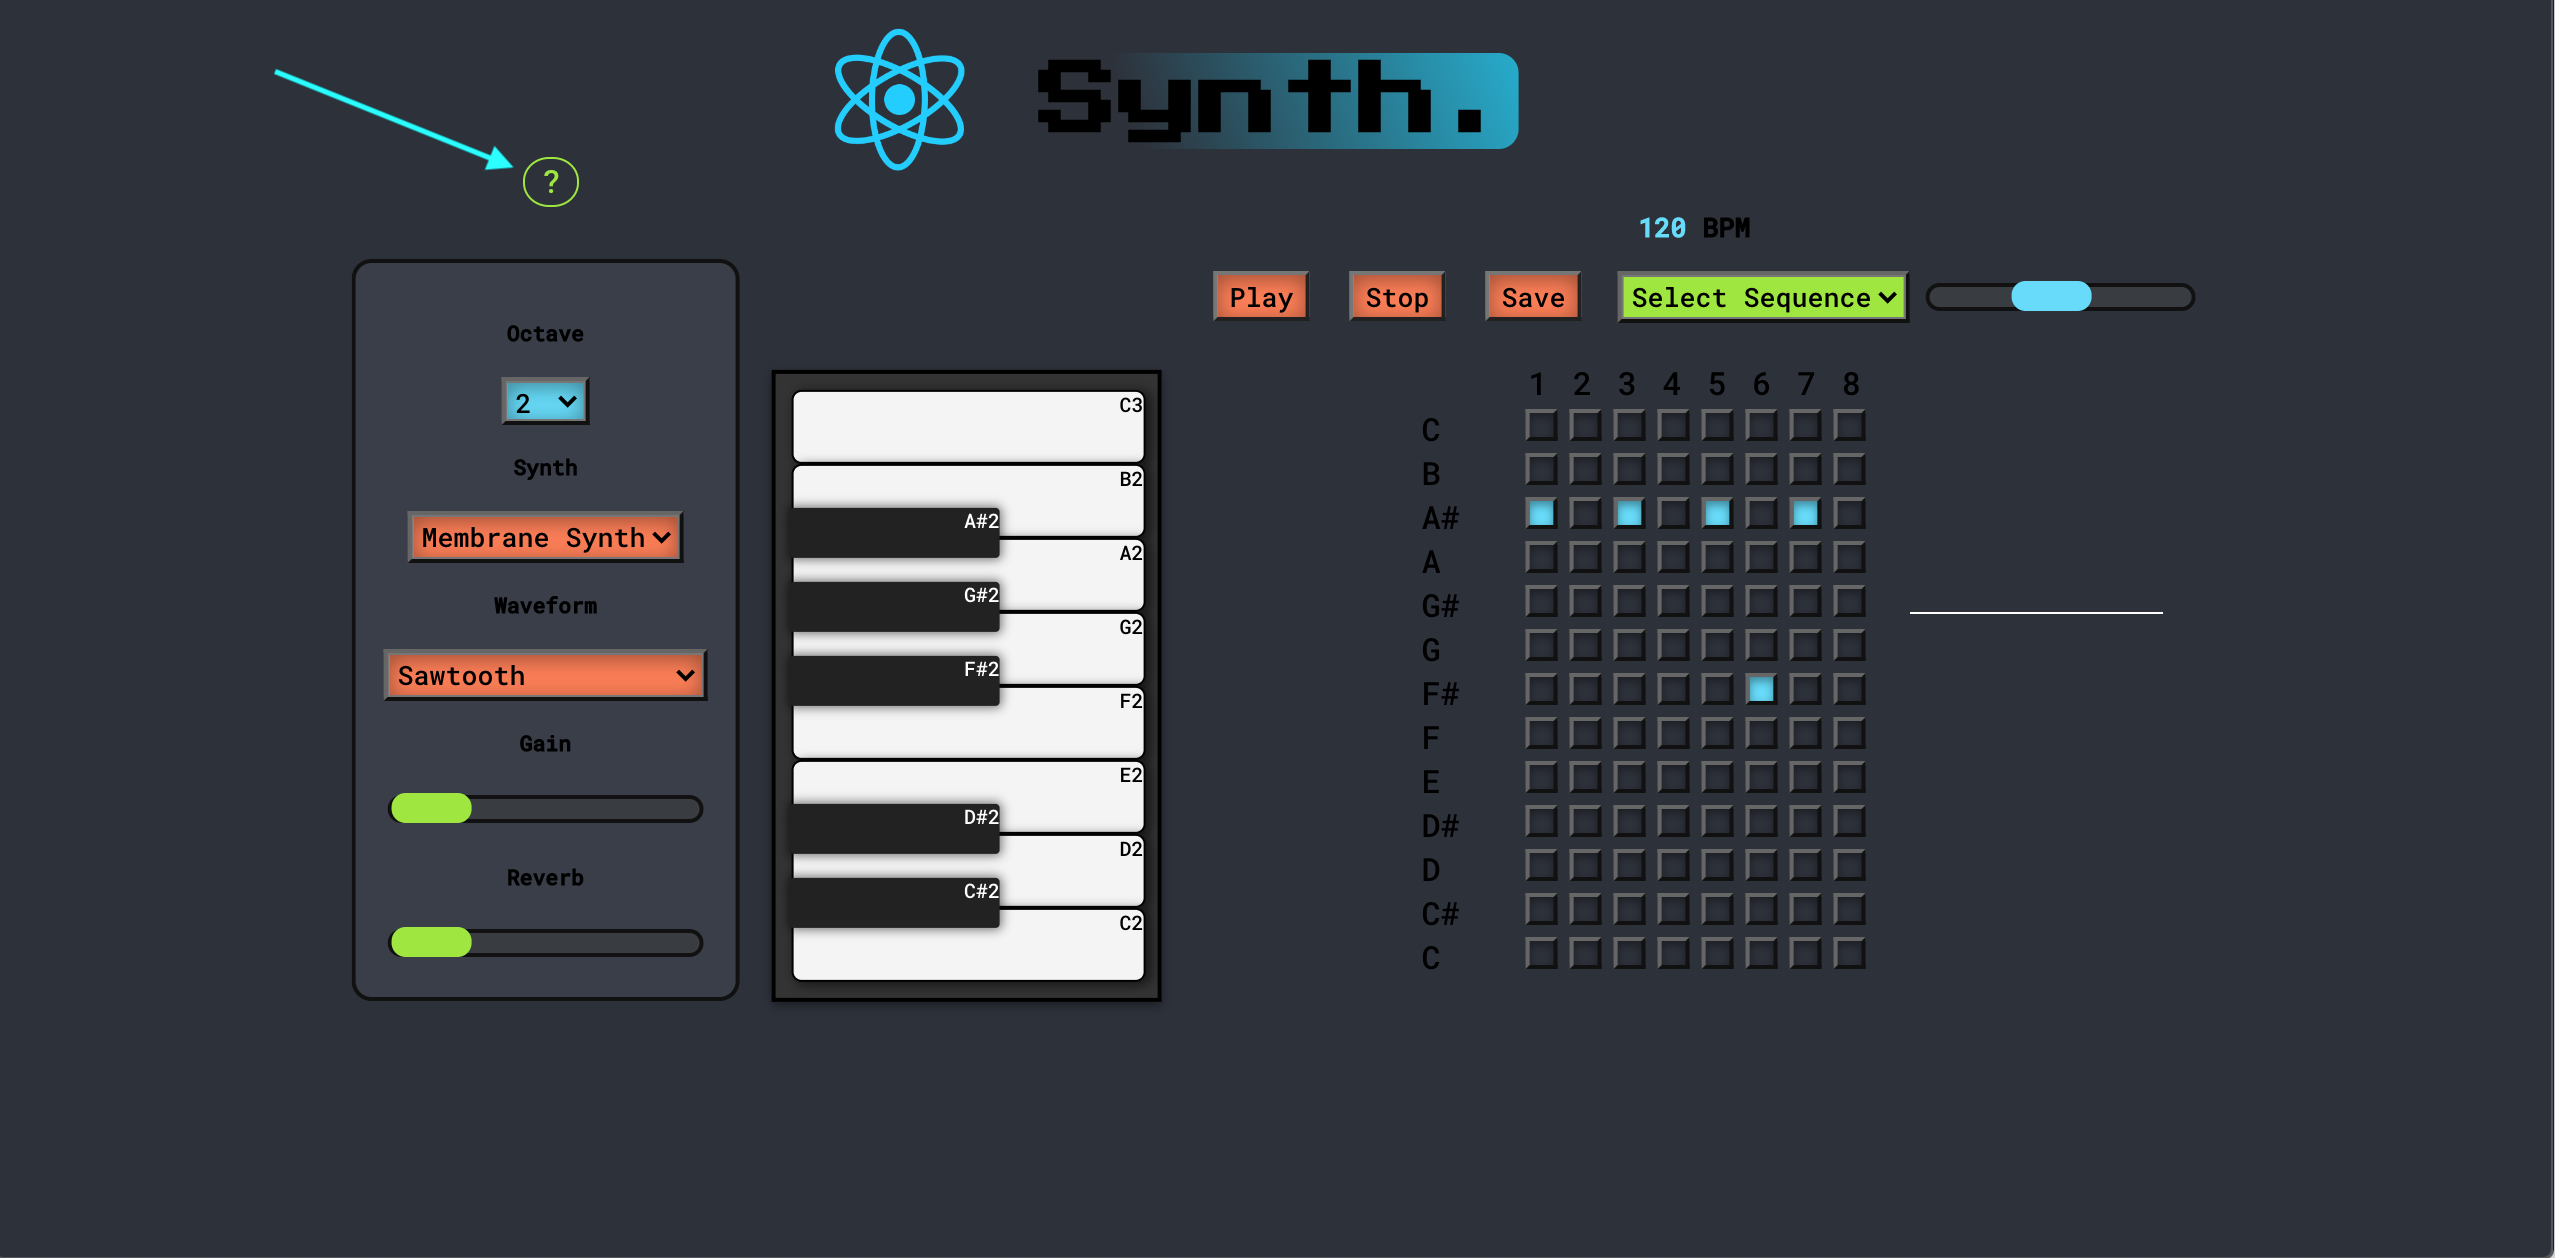 Synth.
?
120 BPM
Play Stop Save Select Sequence
Octave
2
Synth
Membrane Synth
Waveform
Sawtooth
Gain
Reverb
C3
B2
A#2
A2
G#2
G2
F#2
F2
E2
D#2
D2
C#2
C2
1 2 3 4 5 6 7 8
C
B
A#
A
G#
G
F#
F
E
D#
D
C#
C